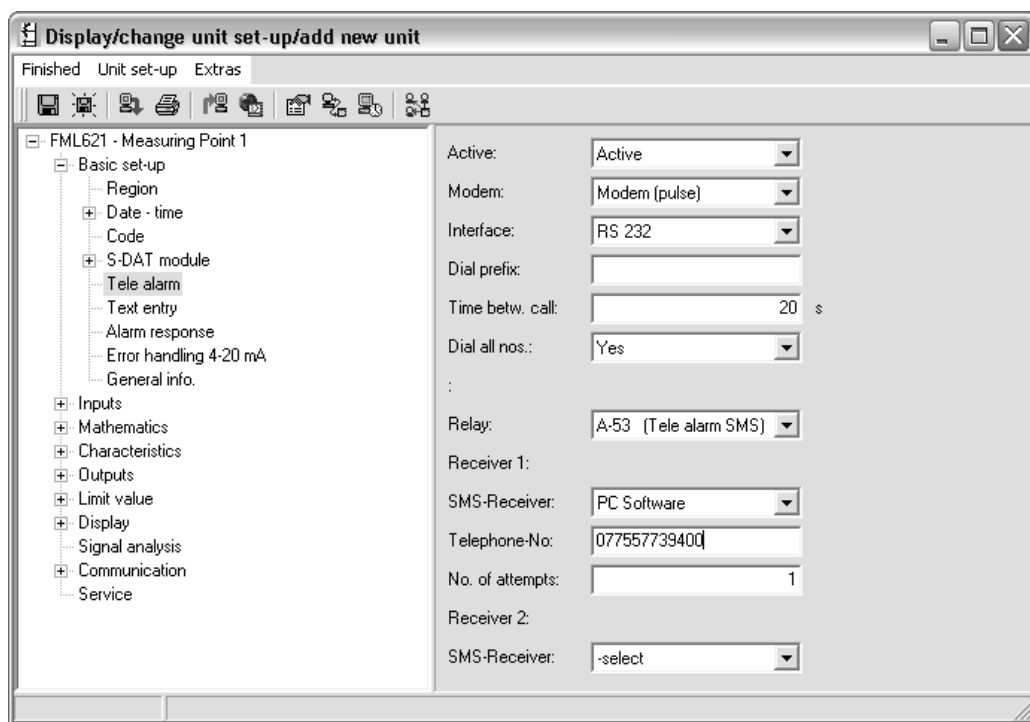 Display/change unit set-up/add new unit
Finished Unit set-up Extras
FML621 - Measuring Point 1
Basic set-up
Region
Date - time
Code
S-DAT module
Tele alarm
Text entry
Alarm response
Error handling 4-20 mA
General info.
Inputs
Mathematics
Characteristics
Outputs
Limit value
Display
Signal analysis
Communication
Service
Active: Active
Modem: Modem (pulse)
Interface: RS 232
Dial prefix:
Time betw. call: 20 s
Dial all nos.: Yes
:
Relay: A-53 (Tele alarm SMS)
Receiver 1:
SMS-Receiver: PC Software
Telephone-No: 077557739400
No. of attempts: 1
Receiver 2:
SMS-Receiver: -select